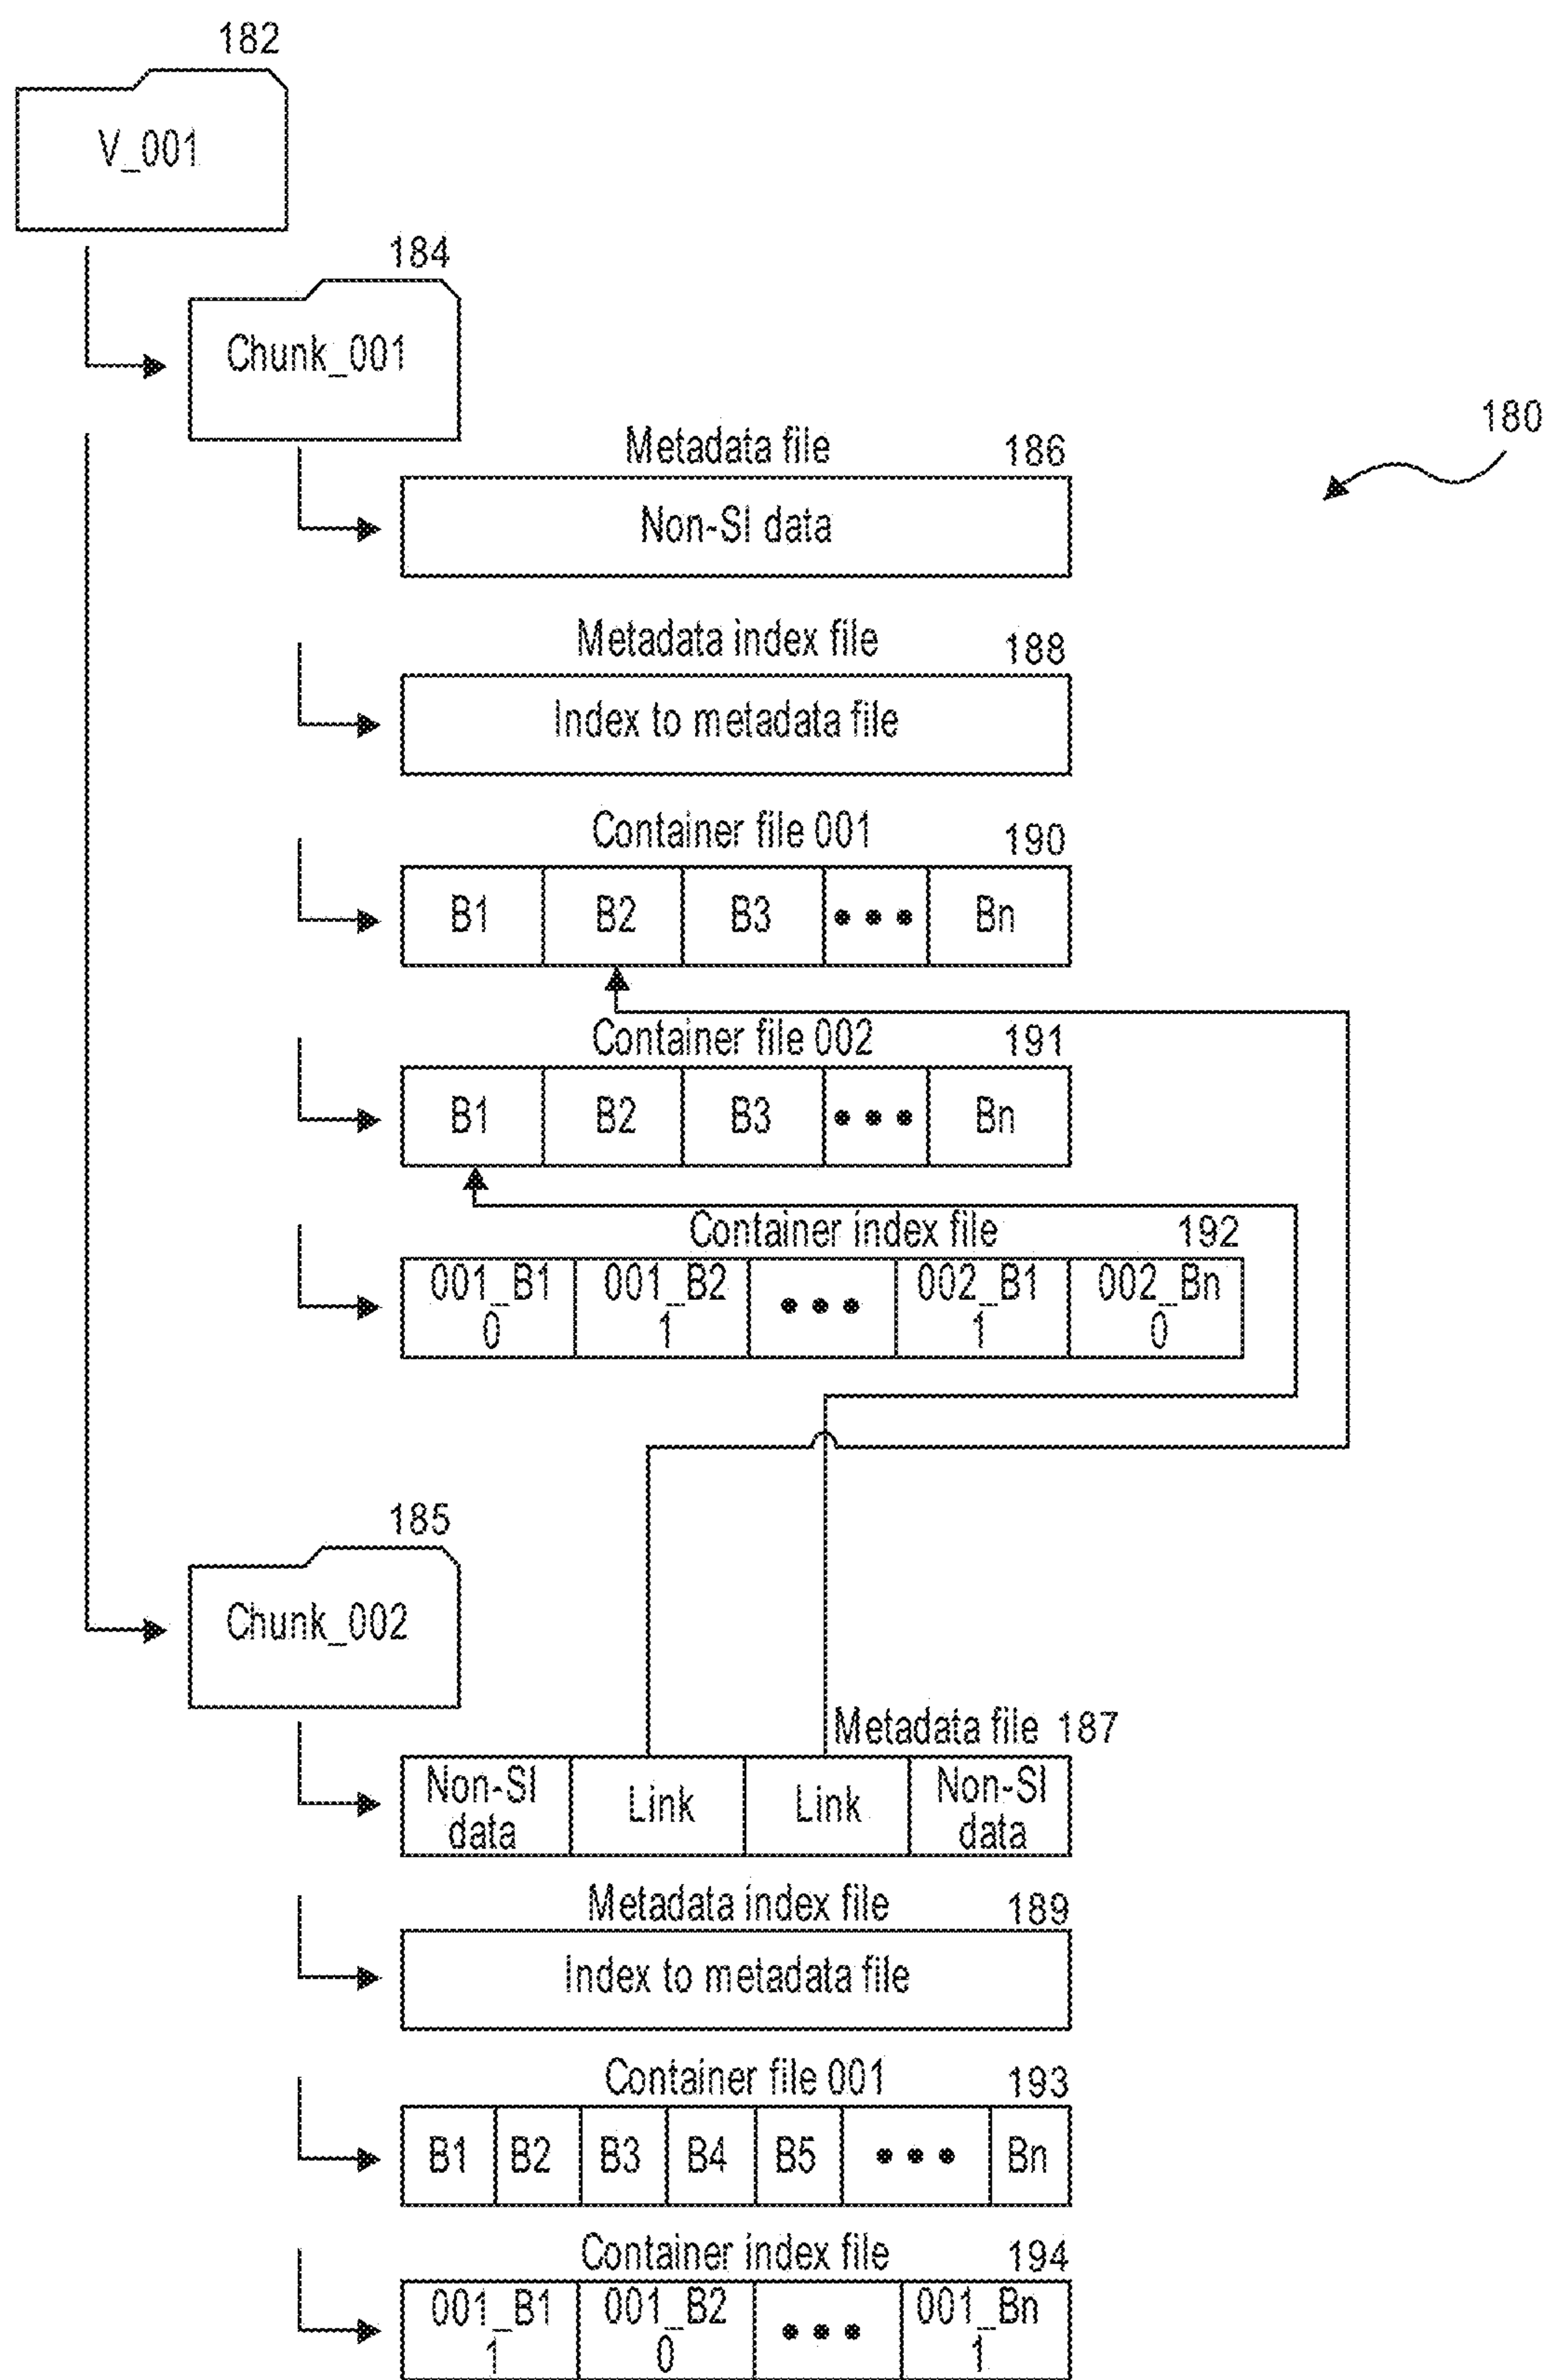 182
V_001
184
Chunk_001
180
Metadata file 186
Non-SI data
Metadata index file 188
Index to metadata file
Container file 001 190
B1 B2 B3 ••• Bn
Container file 002 191
B1 B2 B3 ••• Bn
Container index file 192
001_B1 001_B2 ••• 002_B1 002_Bn
0 1 1 0
185
Chunk_002
Metadata file 187
Non-SI Link Link Non-SI
data data
Metadata index file 189
Index to metadata file
Container file 001 193
B1 B2 B3 B4 B5 ••• Bn
Container index file 194
001_B1 001_B2 ••• 001_Bn
1 0 1